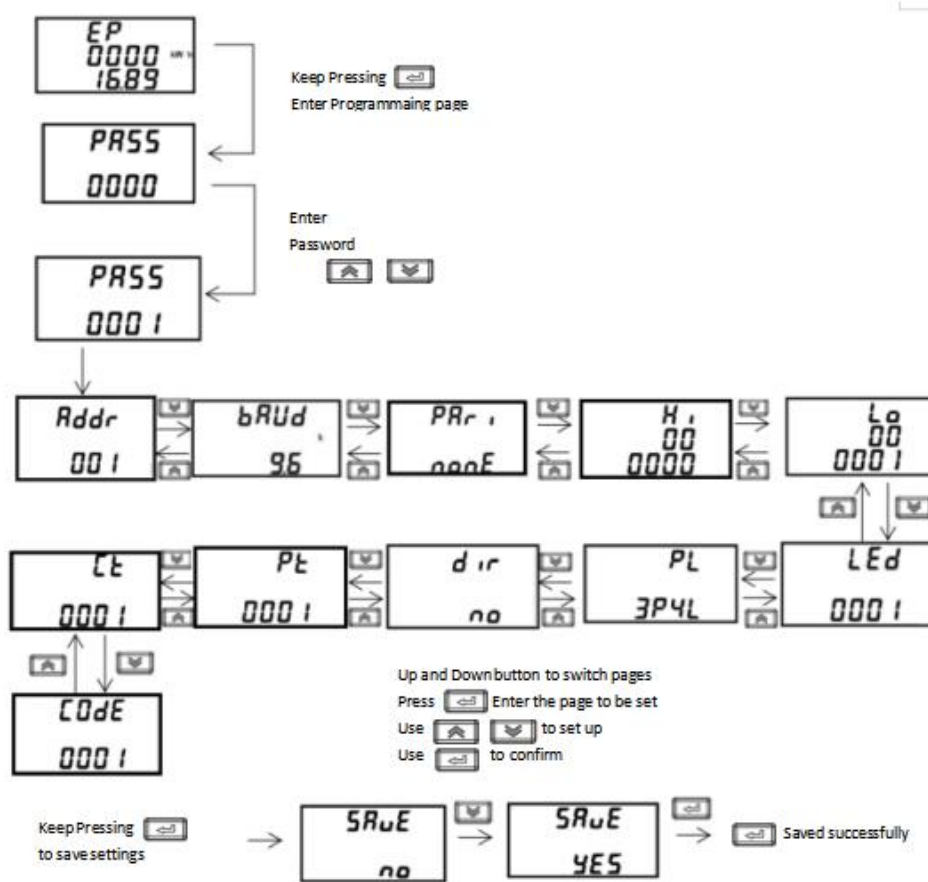 EP
0000
16.89
Keep Pressing
Enter Programmaing page
PASS
0000
Enter
Password
PASS
0001
Addr
001
bAUd
9.6
PAri
nonE
Hi
00
0000
Lo
00
0001
Ct
0001
Pt
0001
dir
no
PL
3P4L
LEd
0001
COdE
0001
Up and Down button to switch pages
Press Enter the page to be set
Use to set up
Use to confirm
Keep Pressing
to save settings
SAvE
no
SAvE
YES
Saved successfully